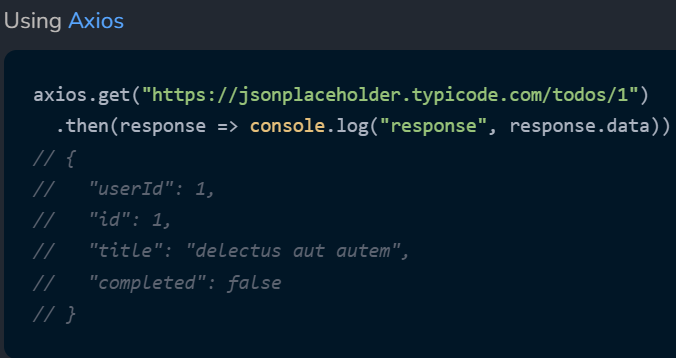 Using Axios
axios.get("https://jsonplaceholder.typicode.com/todos/1")
  .then(response => console.log("response", response.data))
// {
//   "userId": 1,
//   "id": 1,
//   "title": "delectus aut autem",
//   "completed": false
// }